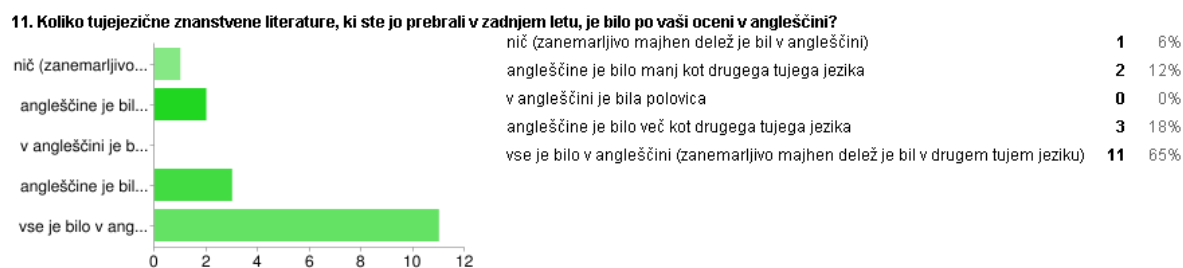 11. Koliko tujejezične znanstvene literature, ki ste jo prebrali v zadnjem letu, je bilo po vaši oceni v angleščini?
nič (zanemarljivo...
angleščine je bil...
v angleščini je b...
angleščine je bil...
vse je bilo v ang...
0 2 4 6 8 10 12
nič (zanemarljivo majhen delež je bil v angleščini) 1 6%
angleščine je bilo manj kot drugega tujega jezika 2 12%
v angleščini je bila polovica 0 0%
angleščine je bilo več kot drugega tujega jezika 3 18%
vse je bilo v angleščini (zanemarljivo majhen delež je bil v drugem tujem jeziku) 11 65%